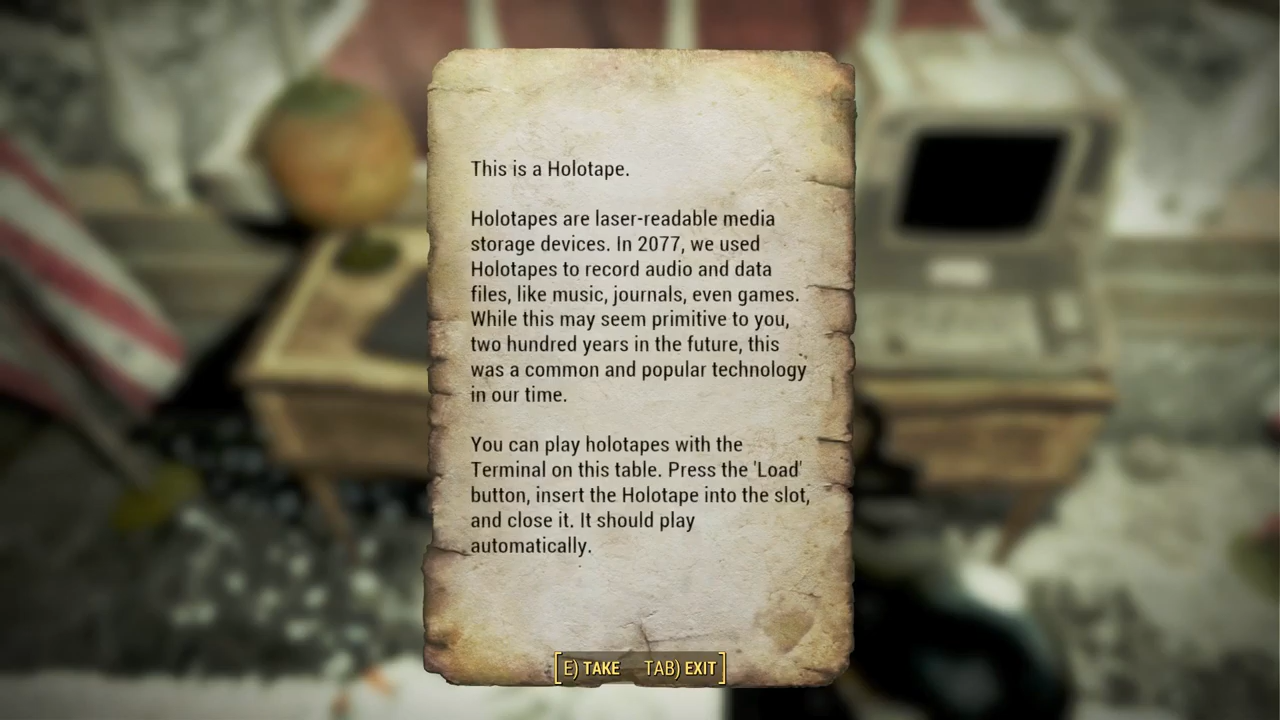 This is a Holotape.
Holotapes are laser-readable media
storage devices. In 2077, we used
Holotapes to record audio and data
files, like music, journals, even games.
While this may seem primitive to you,
two hundred years in the future, this
was a common and popular technology
in our time.
You can play holotapes with the
Terminal on this table. Press the 'Load'
button, insert the Holotape into the slot,
and close it. It should play
automatically.
E) TAKE TAB) EXIT